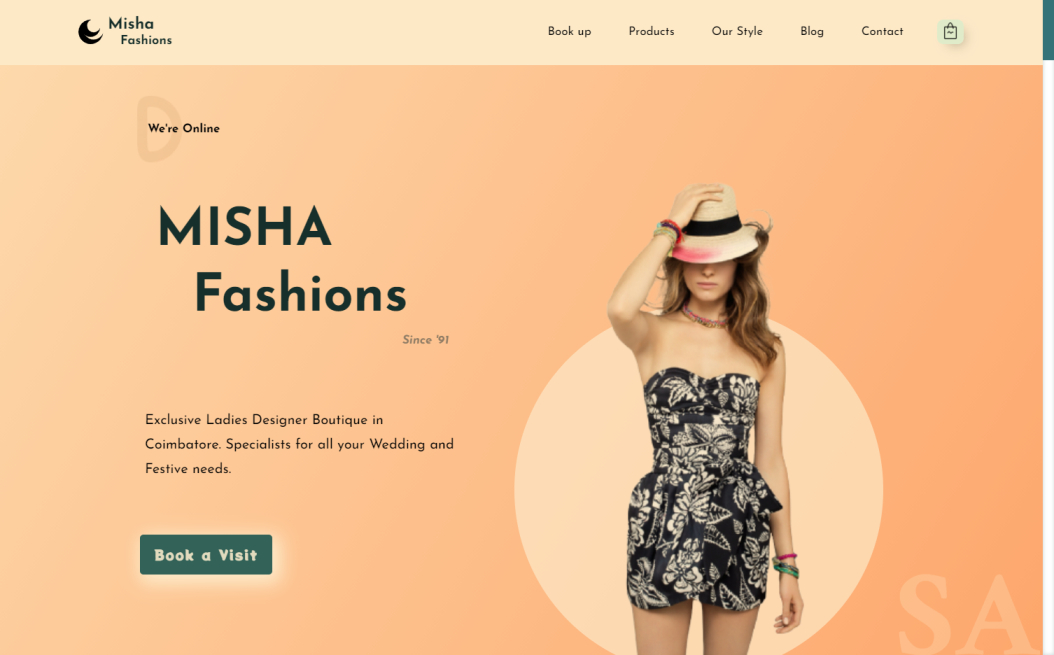 Misha
Fashions
Book up
Products
Our Style
Blog
Contact
D
We're Online
MISHA
Fashions
Since '91
Exclusive Ladies Designer Boutique in
Coimbatore. Specialists for all your Wedding and
Festive needs.
Book a Visit
SA